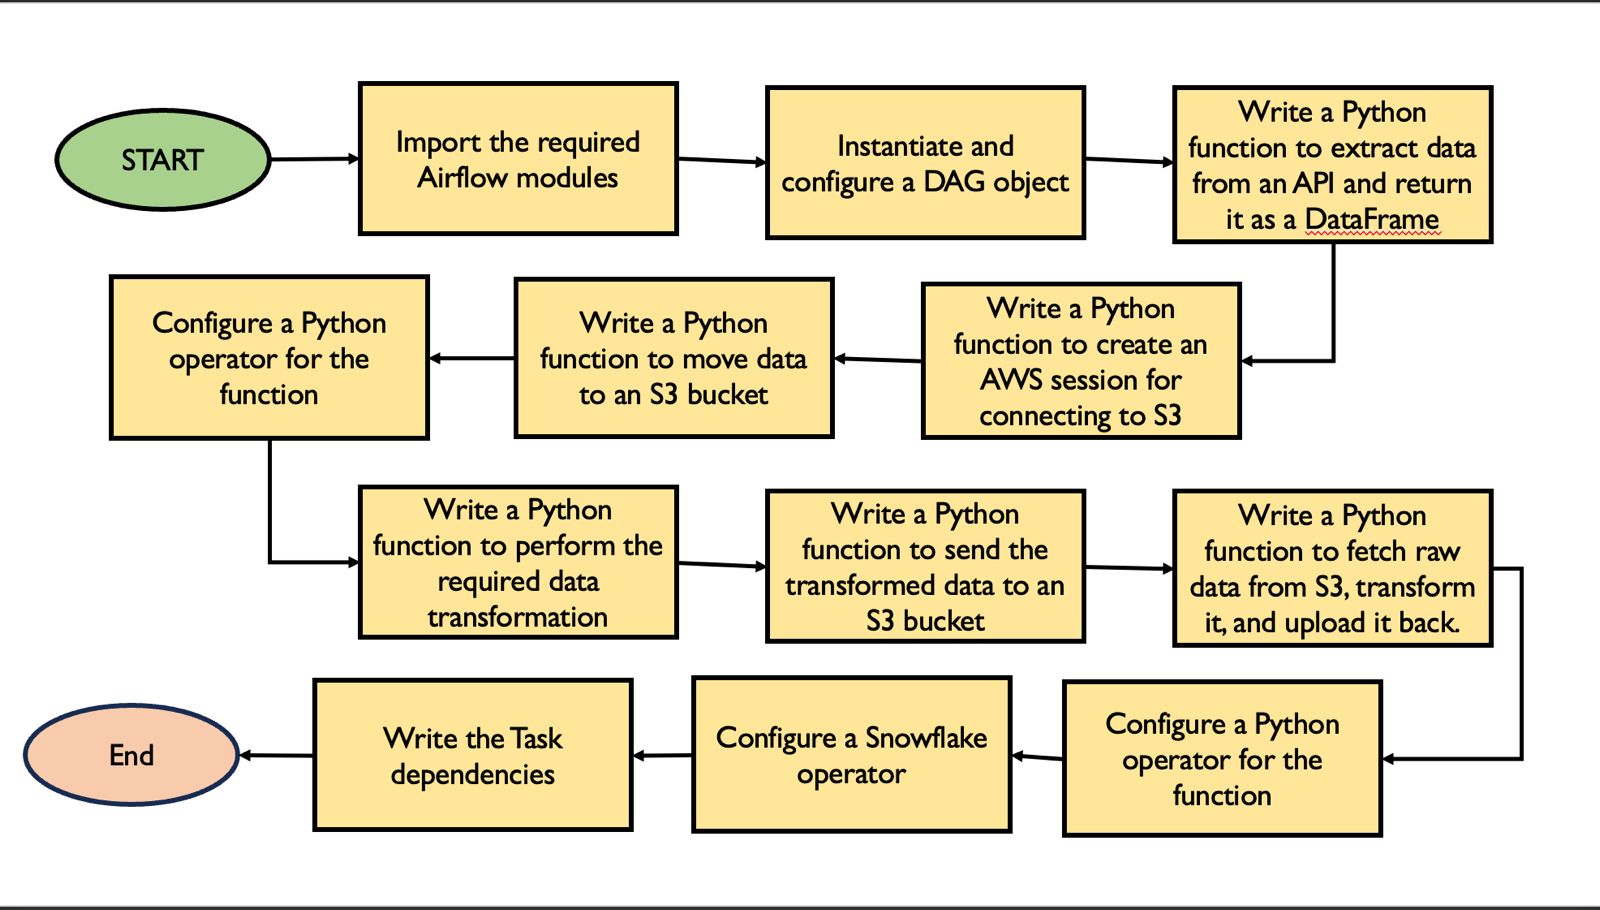 START
Import the required
Airflow modules
Instantiate and
configure a DAG object
Write a Python
function to extract data
from an API and return
it as a DataFrame
Write a Python
function to create an
AWS session for
connecting to S3
Write a Python
function to move data
to an S3 bucket
Configure a Python
operator for the
function
Write a Python
function to perform the
required data
transformation
Write a Python
function to send the
transformed data to an
S3 bucket
Write a Python
function to fetch raw
data from S3, transform
it, and upload it back.
Configure a Python
operator for the
function
Configure a Snowflake
operator
Write the Task
dependencies
End